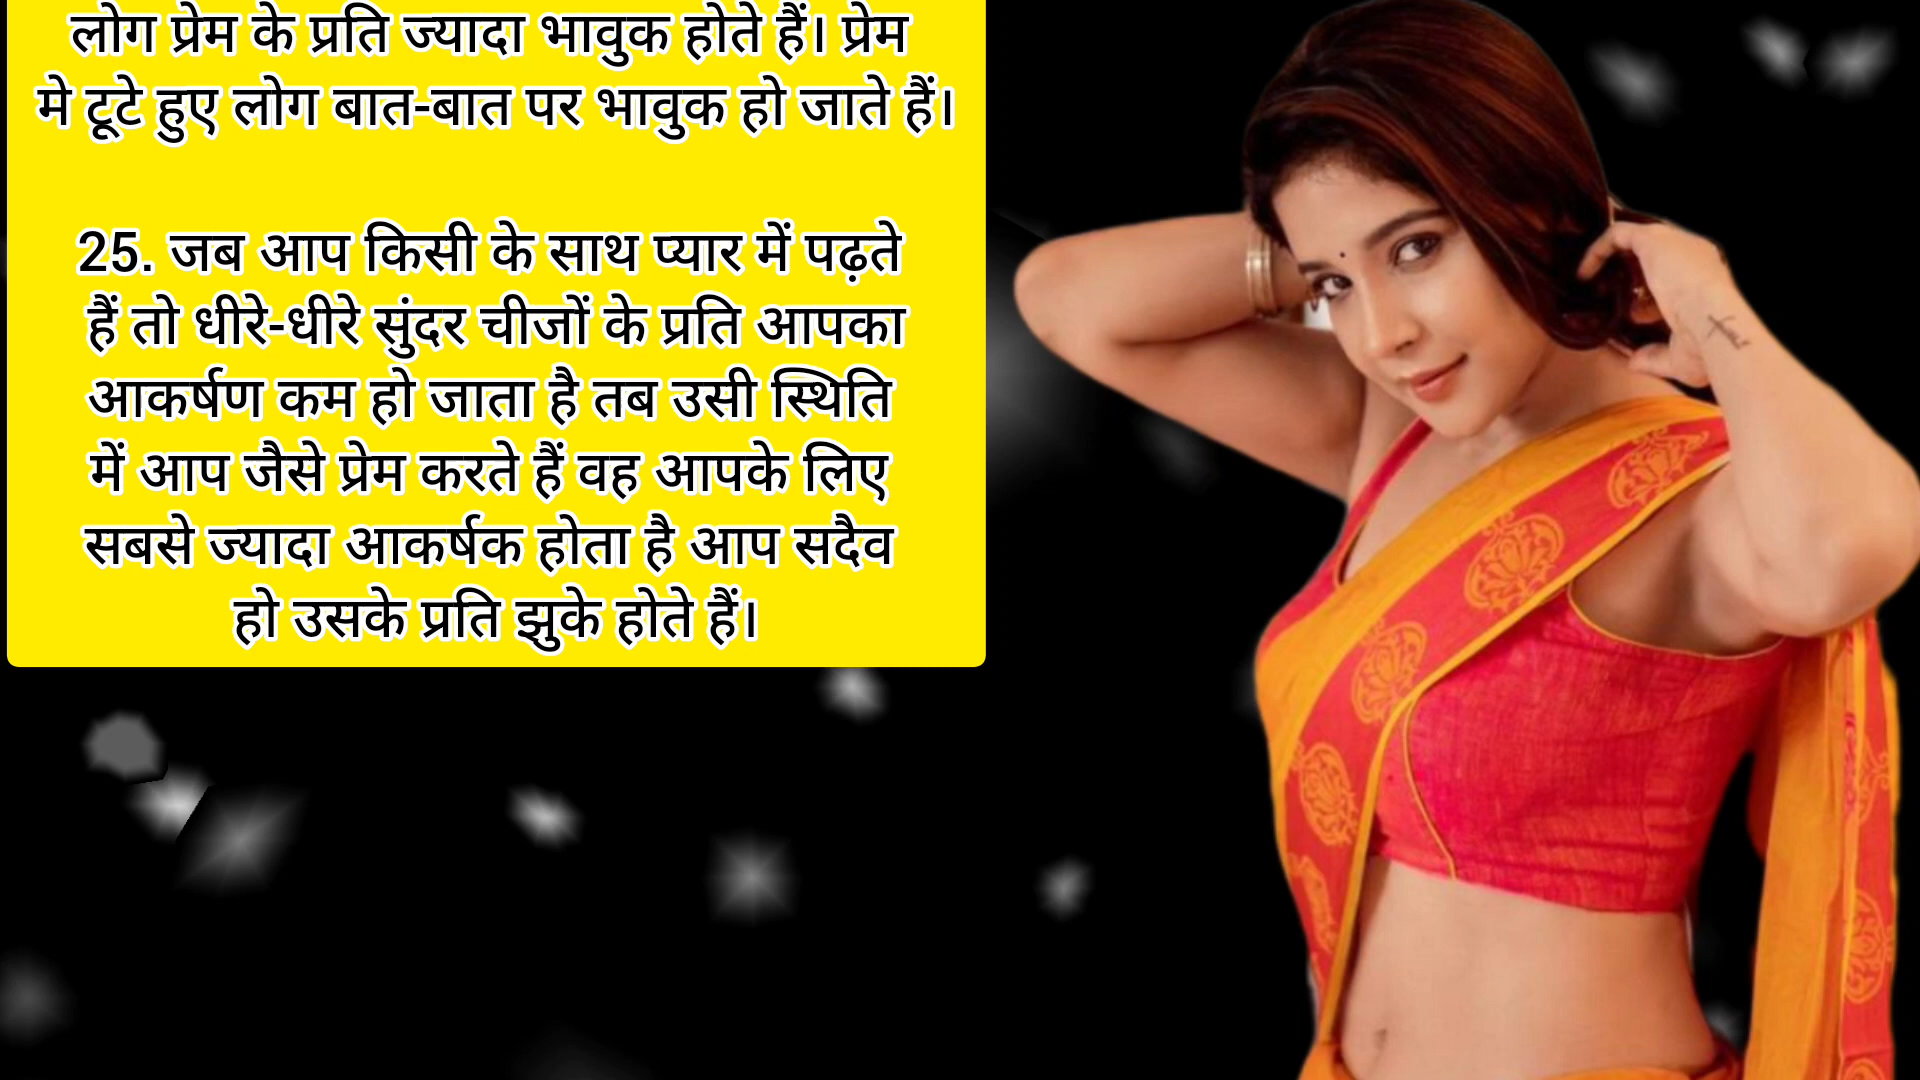 लोग प्रेम के प्रति ज्यादा भावुक होते हैं। प्रेम
मे टूटे हुए लोग बात-बात पर भावुक हो जाते हैं।
25. जब आप किसी के साथ प्यार में पढ़ते
हैं तो धीरे-धीरे सुंदर चीजों के प्रति आपका
आकर्षण कम हो जाता है तब उसी स्थिति
में आप जैसे प्रेम करते हैं वह आपके लिए
सबसे ज्यादा आकर्षक होता है आप सदैव
हो उसके प्रति झुके होते हैं।